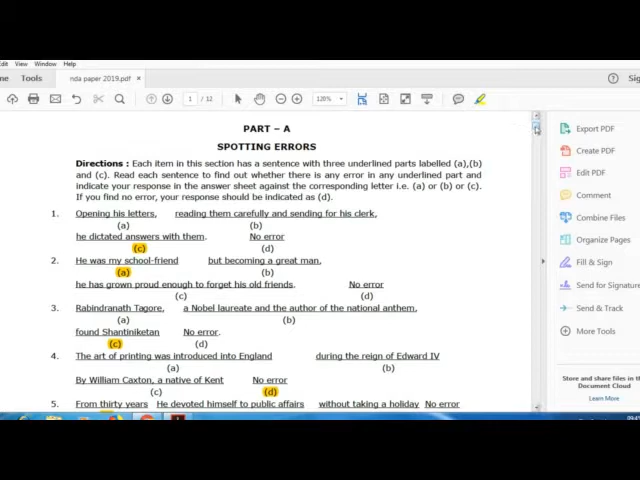 dit View Window Help
me Tools nda paper 2019.pdf × Sig
1 / 12 120%
PART – A
SPOTTING ERRORS
Directions : Each item in this section has a sentence with three underlined parts labelled (a),(b)
and (c). Read each sentence to find out whether there is any error in any underlined part and
indicate your response in the answer sheet against the corresponding letter i.e. (a) or (b) or (c).
If you find no error, your response should be indicated as (d).
1. Opening his letters, reading them carefully and sending for his clerk,
(a) (b)
he dictated answers with them. No error
(c) (d)
2. He was my school-friend but becoming a great man,
(a) (b)
he has grown proud enough to forget his old friends. No error
(c) (d)
3. Rabindranath Tagore, a Nobel laureate and the author of the national anthem,
(a) (b)
found Shantiniketan No error.
(c) (d)
4. The art of printing was introduced into England during the reign of Edward IV
(a) (b)
By William Caxton, a native of Kent No error
(c) (d)
5. From thirty years He devoted himself to public affairs without taking a holiday No error
Export PDF
Create PDF
Edit PDF
Comment
Combine Files
Organize Pages
Fill & Sign
Send for Signature
Send & Track
More Tools
Store and share files in th
Document Cloud
Learn More